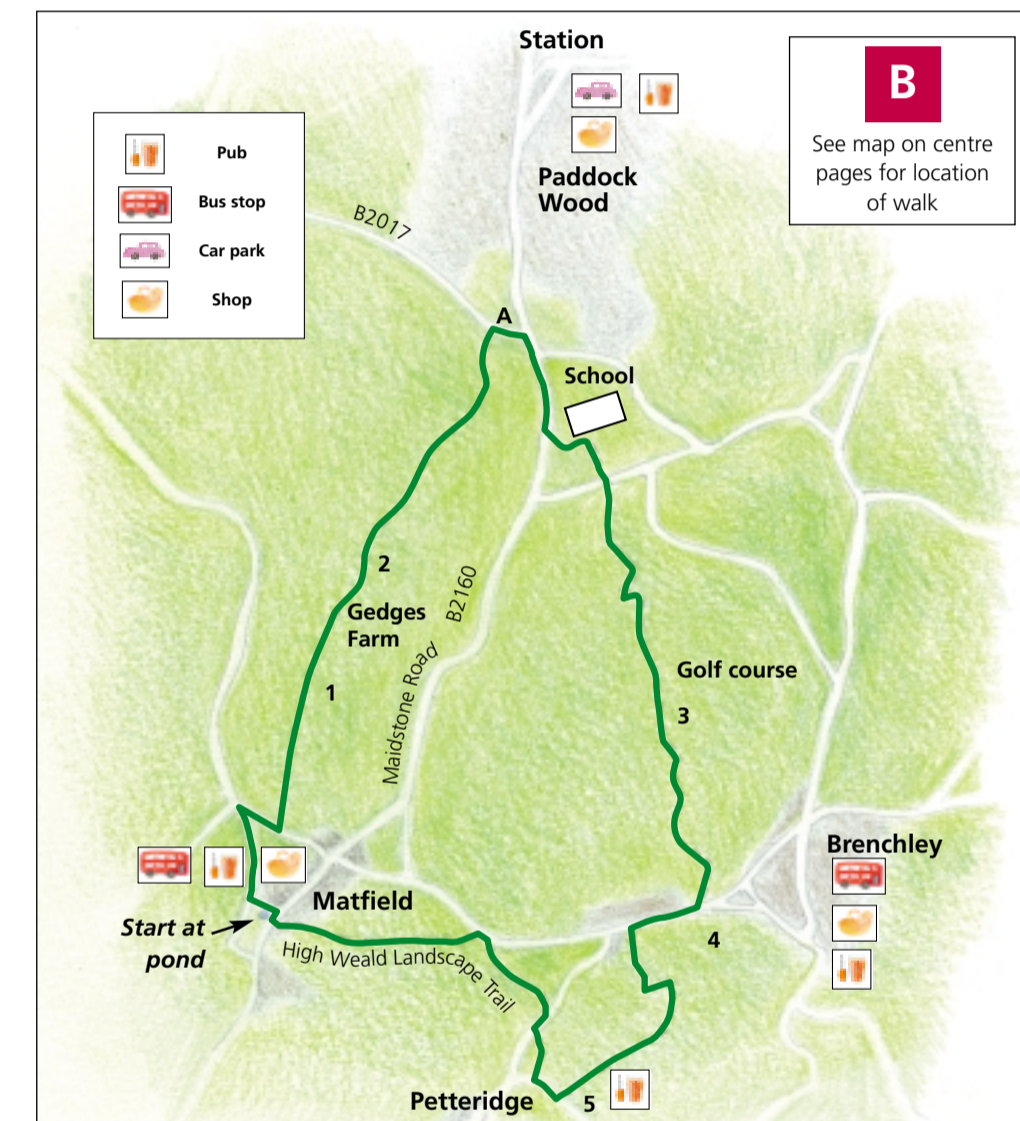 Station
B
See map on centre
pages for location
of walk
Pub
Bus stop
Car park
Shop
Paddock
Wood
B2017
A
School
2
Gedges
Farm
B2160
Maidstone Road
1
Golf course
3
Brenchley
Matfield
Start at
pond
High Weald Landscape Trail
4
Petteridge
5